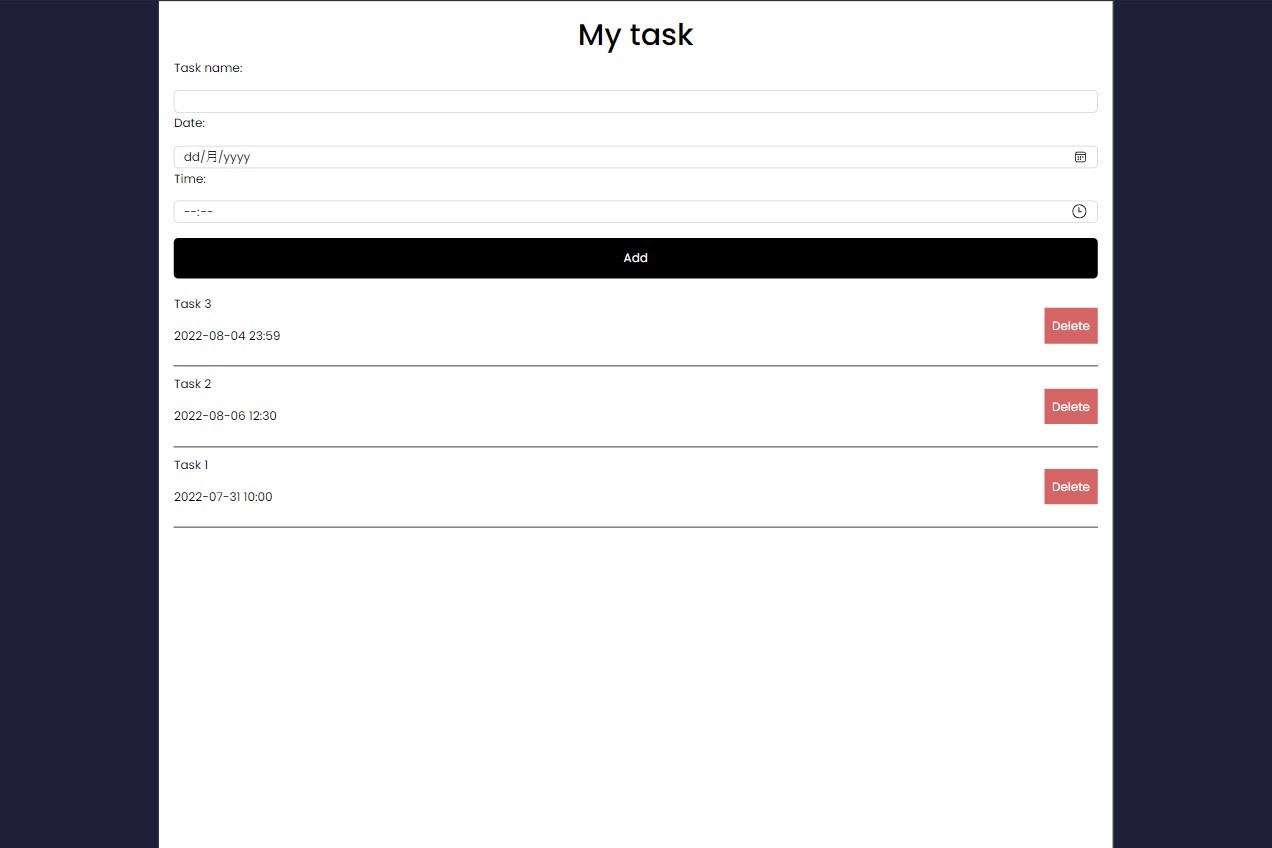 My task
Task name:
Date:
dd/月/yyyy
Time:
--:--
Add
Task 3
2022-08-04 23:59
Delete
Task 2
2022-08-06 12:30
Delete
Task 1
2022-07-31 10:00
Delete